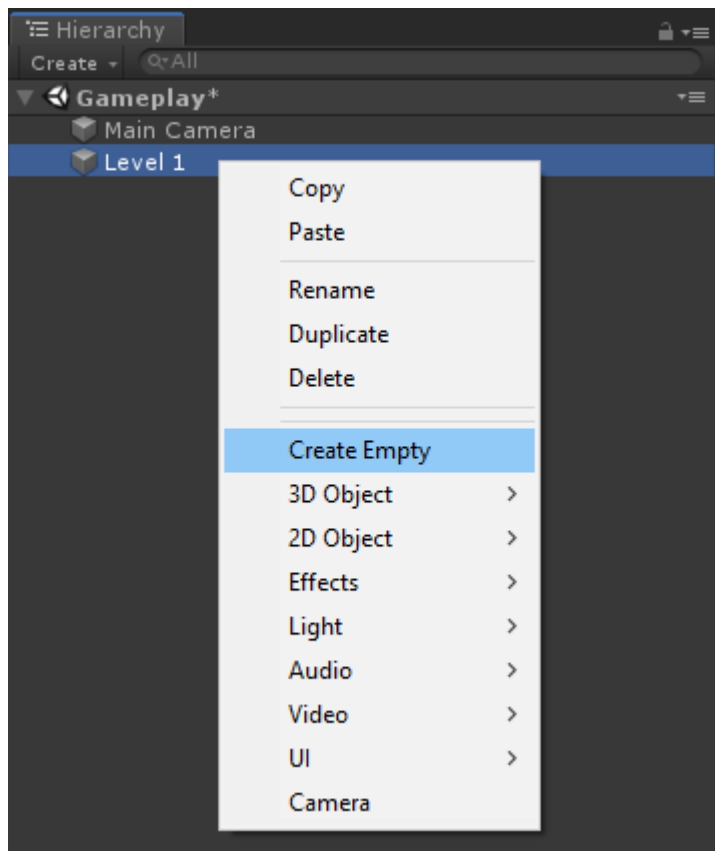 Hierarchy
Create All
Gameplay*
Main Camera
Level 1
Copy
Paste
Rename
Duplicate
Delete
Create Empty
3D Object
2D Object
Effects
Light
Audio
Video
UI
Camera